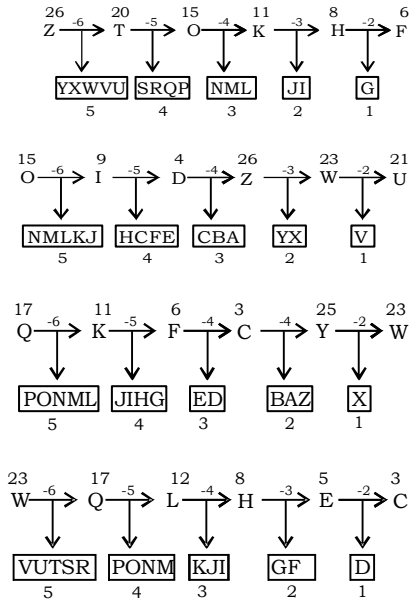 26 20 15 11 8 6
Z -6 T -5 O -4 K -3 H -2 F
YXWVU SRQP NML JI G
5 4 3 2 1
15 9 4 26 23 21
O -6 I -5 D -4 Z -3 W -2 U
NMLKJ HCFE CBA YX V
5 4 3 2 1
17 11 6 3 25 23
Q -6 K -5 F -4 C -4 Y -2 W
PONML JIHG ED BAZ X
5 4 3 2 1
23 17 12 8 5 3
W -6 Q -5 L -4 H -3 E -2 C
VUTSR PONM KJI GF D
5 4 3 2 1